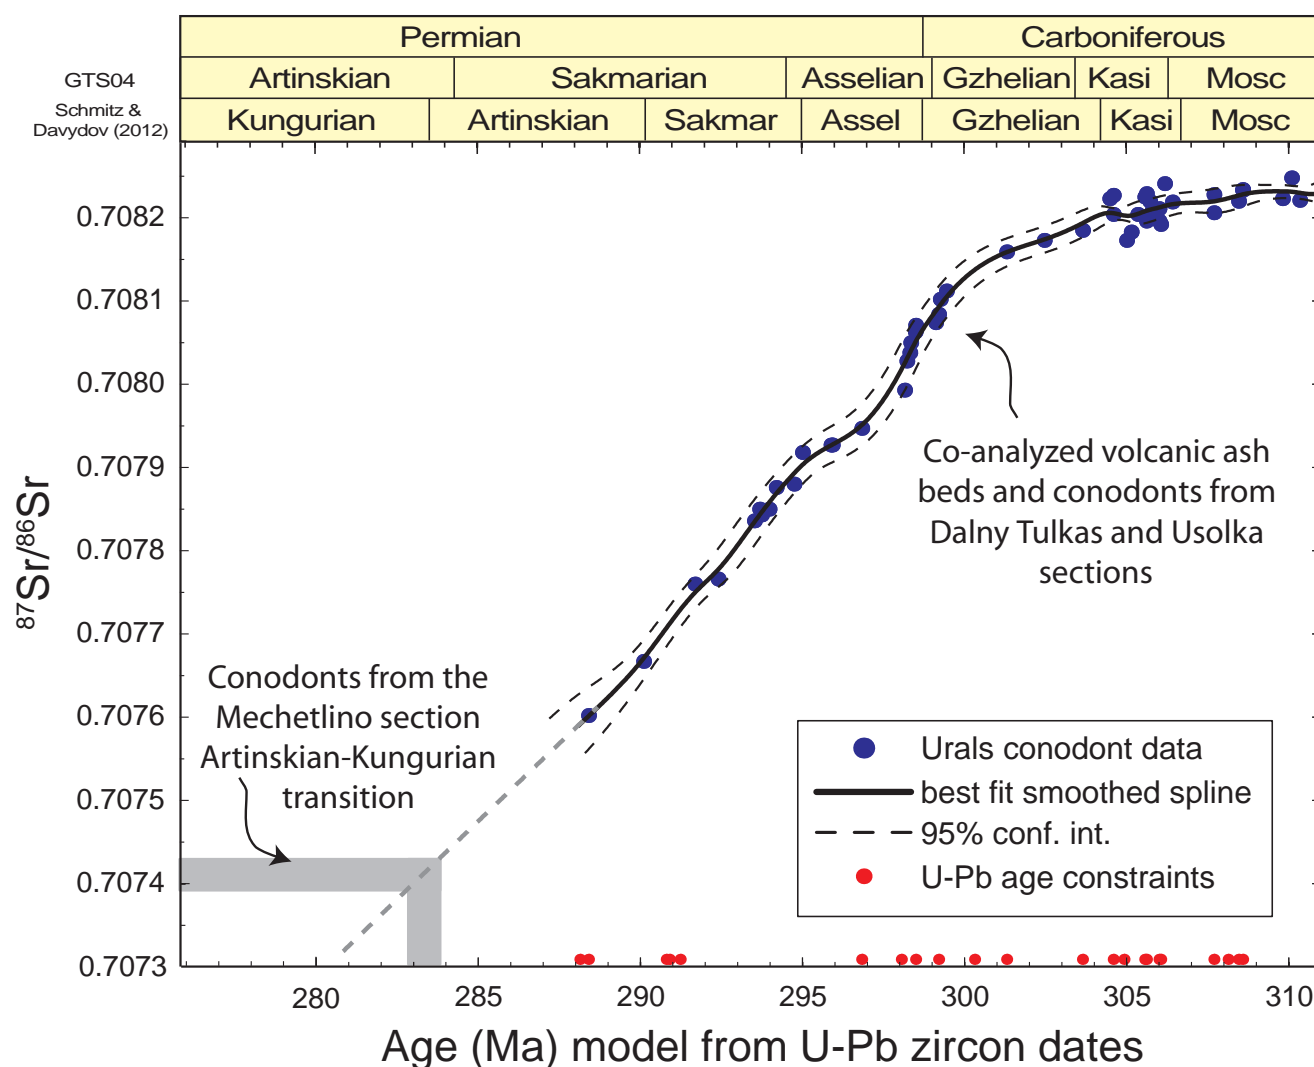 Permian Carboniferous
GTS04 Artinskian Sakmarian Asselian Gzhelian Kasi Mosc
Schmitz &
Davydov (2012)
Kungurian Artinskian Sakmar Assel Gzhelian Kasi Mosc
0.7082
0.7081
0.7080
0.7079
0.7078
0.7077
0.7076
0.7075
0.7074
0.7073
87Sr/86Sr
Co-analyzed volcanic ash
beds and conodonts from
Dalny Tulkas and Usolka
sections
Conodonts from the
Mechetlino section
Artinskian-Kungurian
transition
Urals conodont data
best fit smoothed spline
95% conf. int.
U-Pb age constraints
280 285 290 295 300 305 310
Age (Ma) model from U-Pb zircon dates